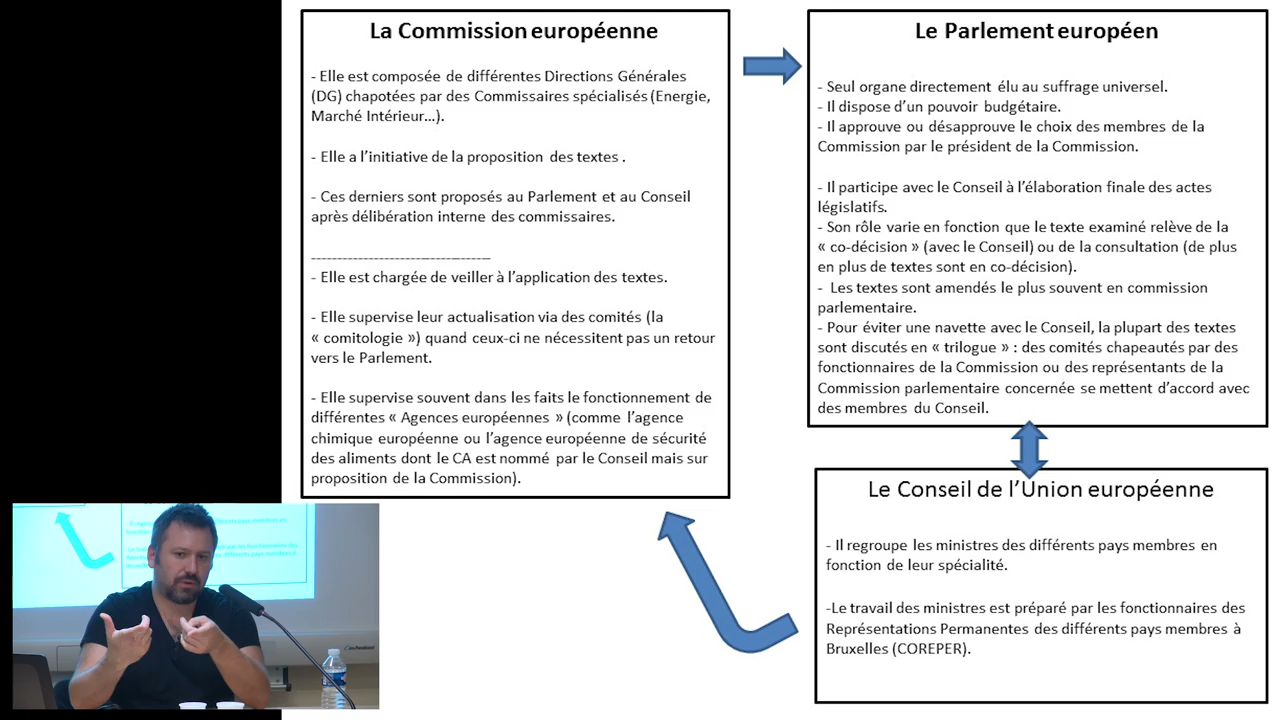 La Commission européenne
- Elle est composée de différentes Directions Générales
(DG) chapotées par des Commissaires spécialisés (Energie,
Marché Intérieur...).
- Elle a l'initiative de la proposition des textes .
- Ces derniers sont proposés au Parlement et au Conseil
après délibération interne des commissaires.
-----------------------------------
- Elle est chargée de veiller à l'application des textes.
- Elle supervise leur actualisation via des comités (la
« comitologie ») quand ceux-ci ne nécessitent pas un retour
vers le Parlement.
- Elle supervise souvent dans les faits le fonctionnement de
différentes « Agences européennes » (comme l'agence
chimique européenne ou l'agence européenne de sécurité
des aliments dont le CA est nommé par le Conseil mais sur
proposition de la Commission).
Le Parlement européen
- Seul organe directement élu au suffrage universel.
- Il dispose d'un pouvoir budgétaire.
- Il approuve ou désapprouve le choix des membres de la
Commission par le président de la Commission.
- Il participe avec le Conseil à l'élaboration finale des actes
législatifs.
- Son rôle varie en fonction que le texte examiné relève de la
« co-décision » (avec le Conseil) ou de la consultation (de plus
en plus de textes sont en co-décision).
- Les textes sont amendés le plus souvent en commission
parlementaire.
- Pour éviter une navette avec le Conseil, la plupart des textes
sont discutés en « trilogue » : des comités chapeautés par des
fonctionnaires de la Commission ou des représentants de la
Commission parlementaire concernée se mettent d'accord avec
des membres du Conseil.
Le Conseil de l'Union européenne
- Il regroupe les ministres des différents pays membres en
fonction de leur spécialité.
-Le travail des ministres est préparé par les fonctionnaires des
Représentations Permanentes des différents pays membres à
Bruxelles (COREPER).